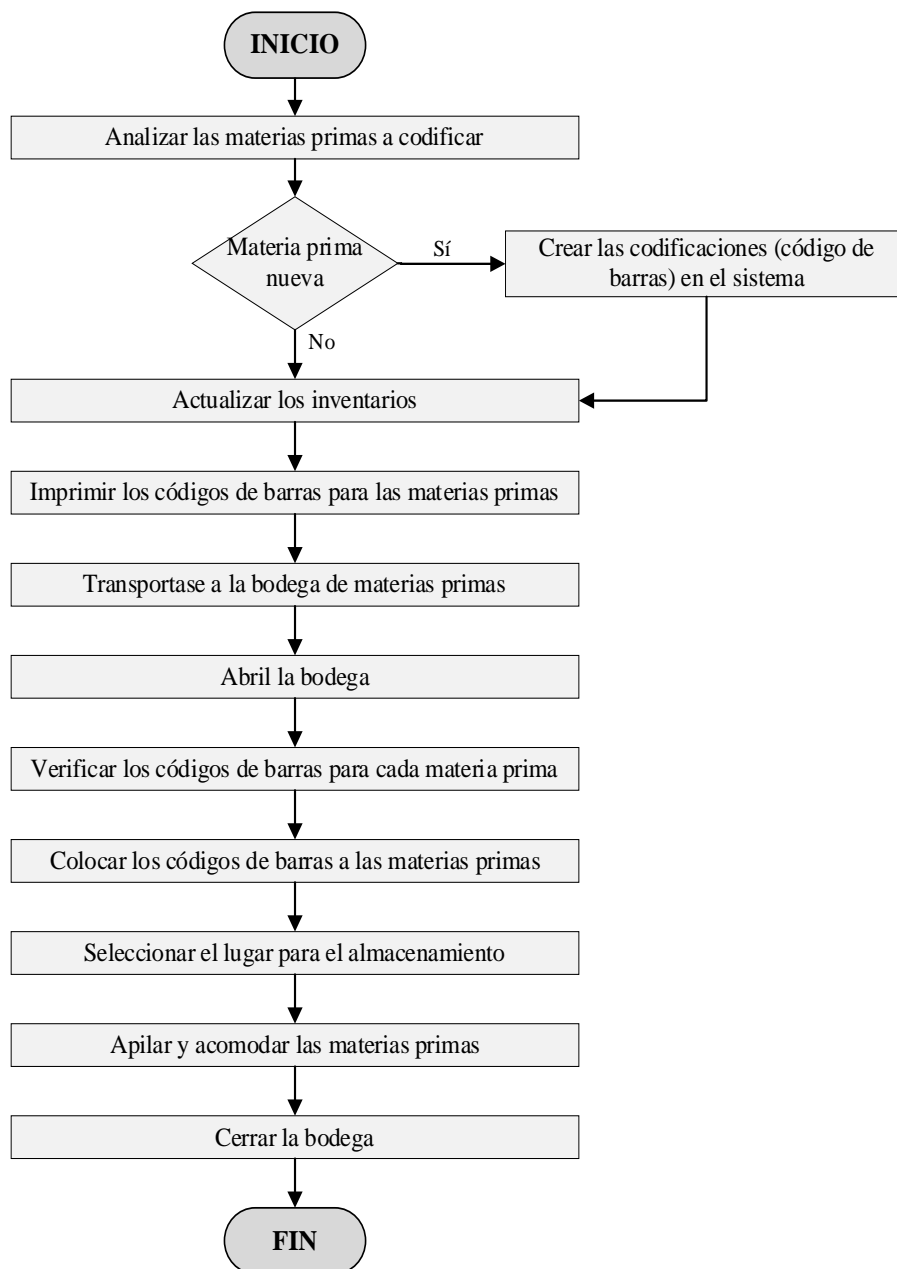 INICIO
Analizar las materias primas a codificar
Materia prima
nueva
Sí
Crear las codificaciones (código de
barras) en el sistema
No
Actualizar los inventarios
Imprimir los códigos de barras para las materias primas
Transportase a la bodega de materias primas
Abril la bodega
Verificar los códigos de barras para cada materia prima
Colocar los códigos de barras a las materias primas
Seleccionar el lugar para el almacenamiento
Apilar y acomodar las materias primas
Cerrar la bodega
FIN